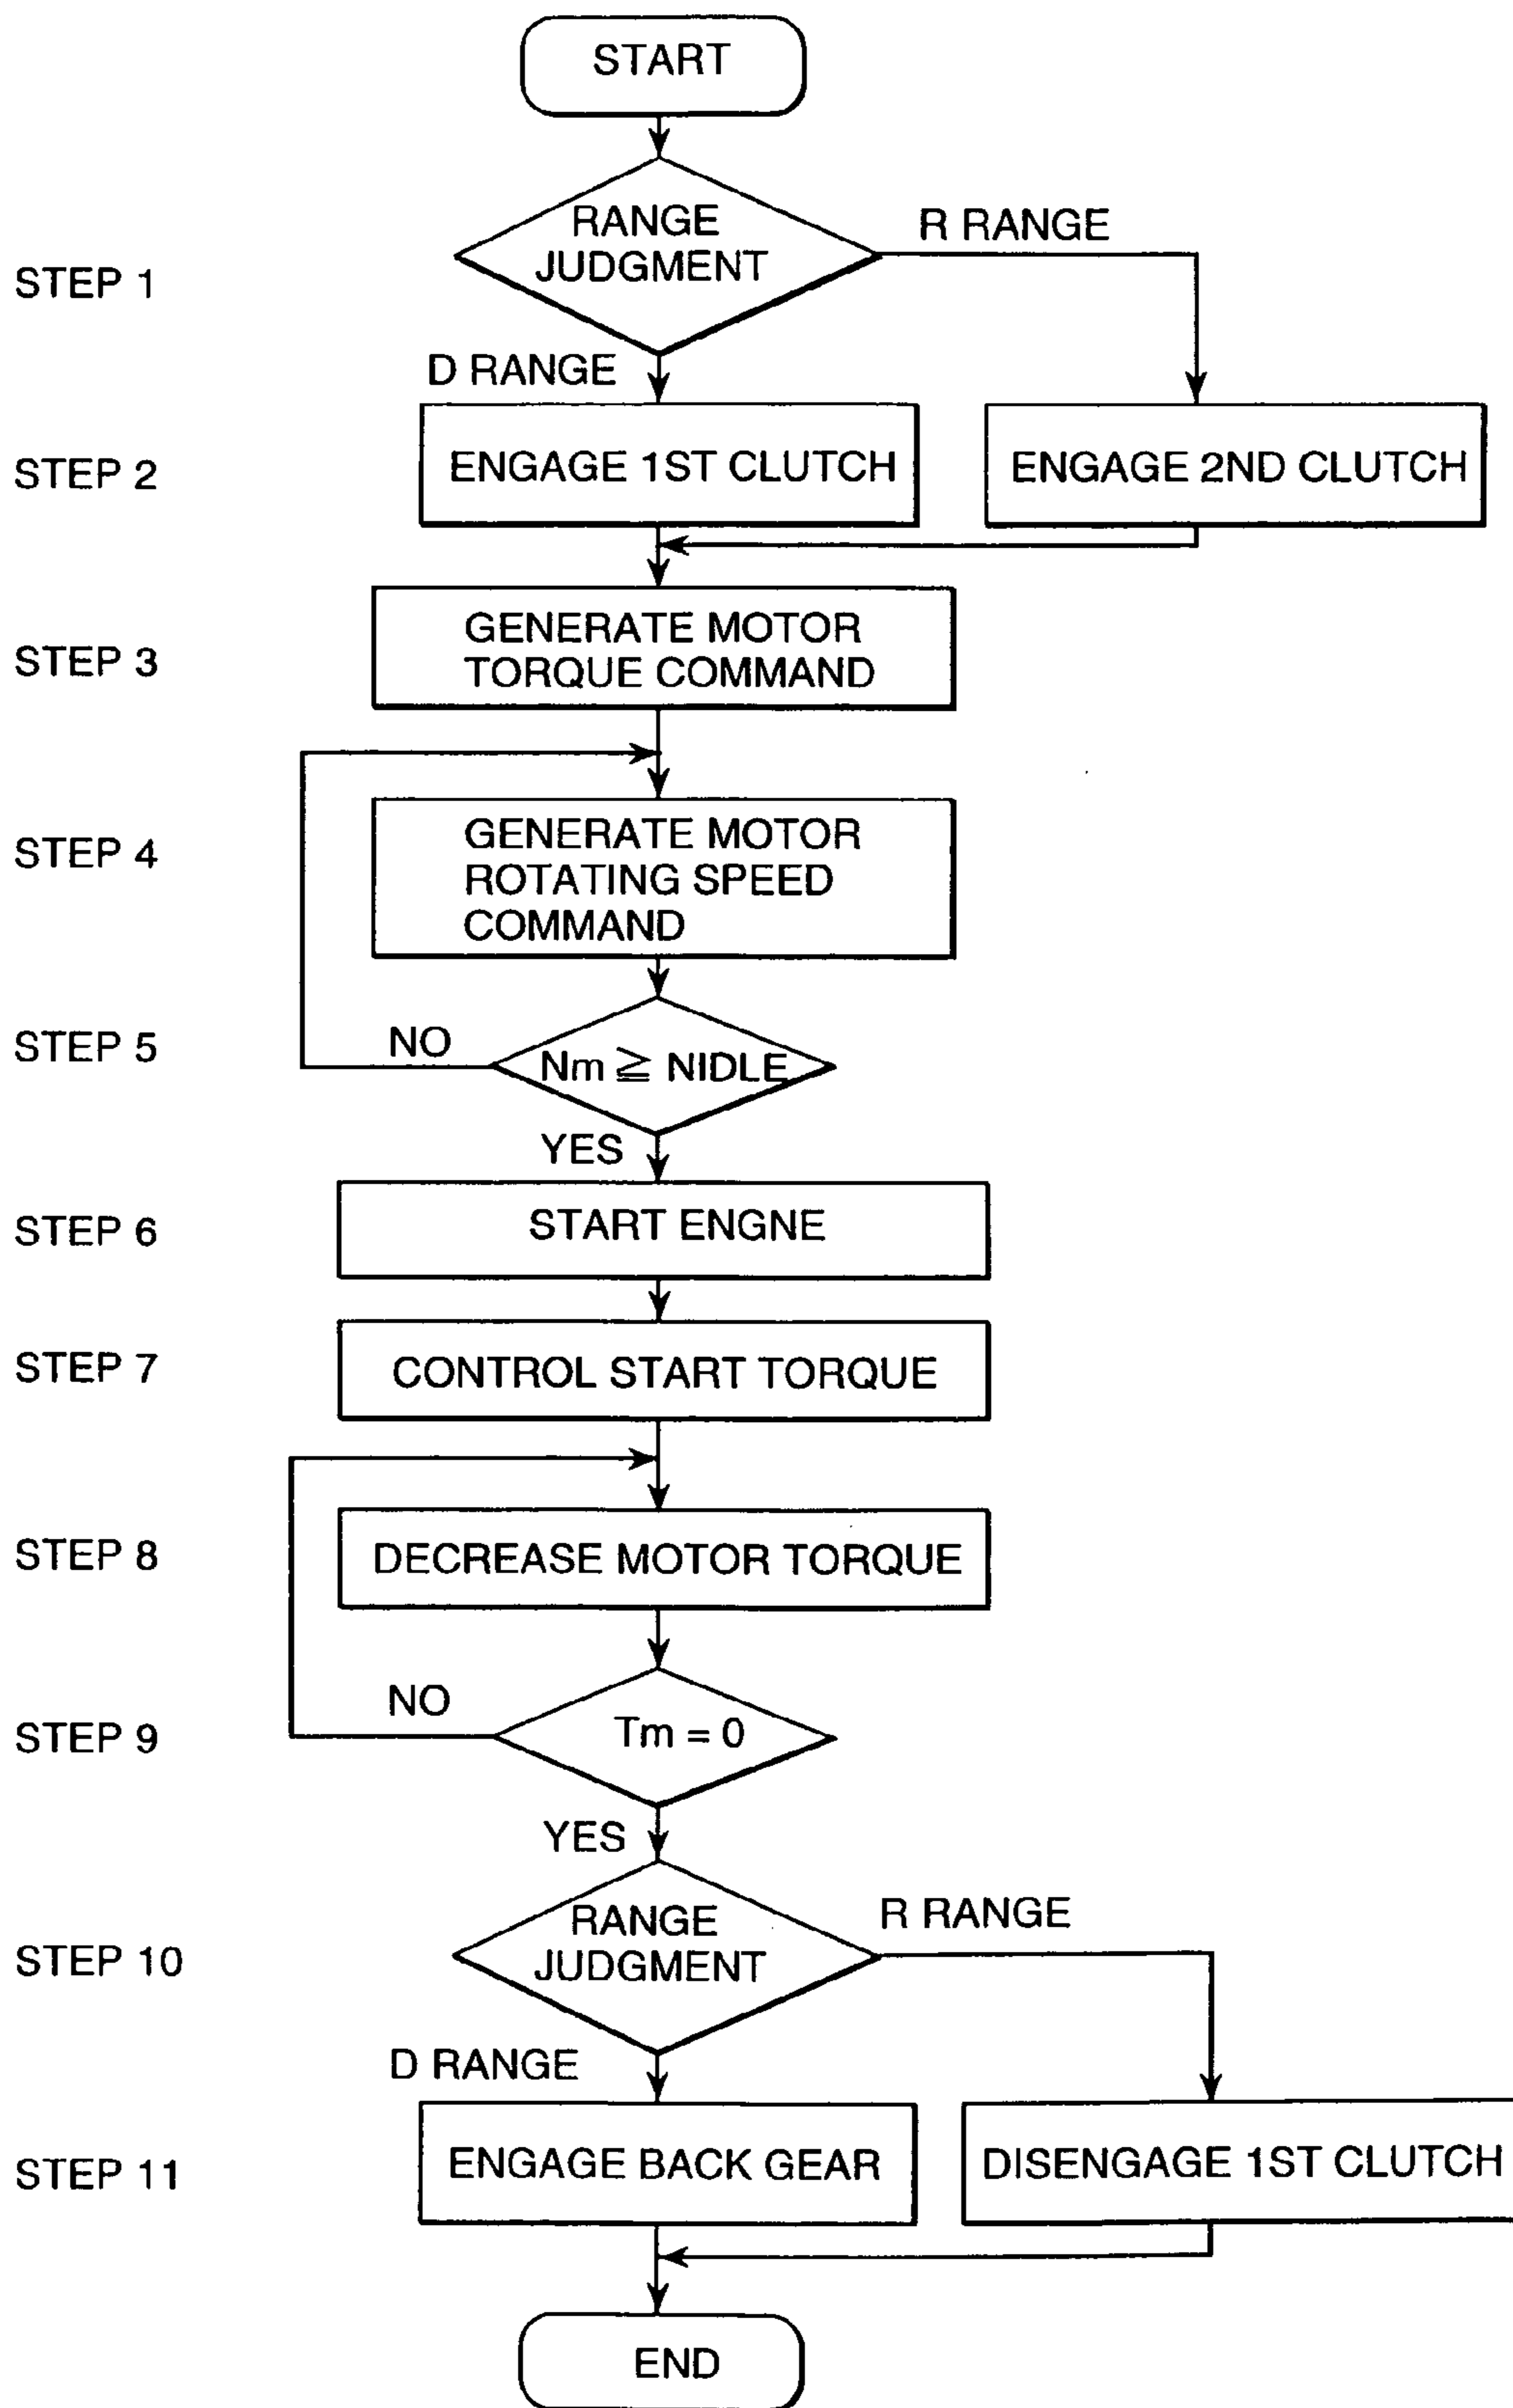 START
RANGE
JUDGMENT
R RANGE
STEP 1
D RANGE
STEP 2
ENGAGE 1ST CLUTCH
ENGAGE 2ND CLUTCH
STEP 3
GENERATE MOTOR
TORQUE COMMAND
STEP 4
GENERATE MOTOR
ROTATING SPEED
COMMAND
STEP 5
NO
Nm ≧ NIDLE
YES
STEP 6
START ENGNE
STEP 7
CONTROL START TORQUE
STEP 8
DECREASE MOTOR TORQUE
STEP 9
NO
Tm = 0
YES
STEP 10
RANGE
JUDGMENT
R RANGE
D RANGE
STEP 11
ENGAGE BACK GEAR
DISENGAGE 1ST CLUTCH
END